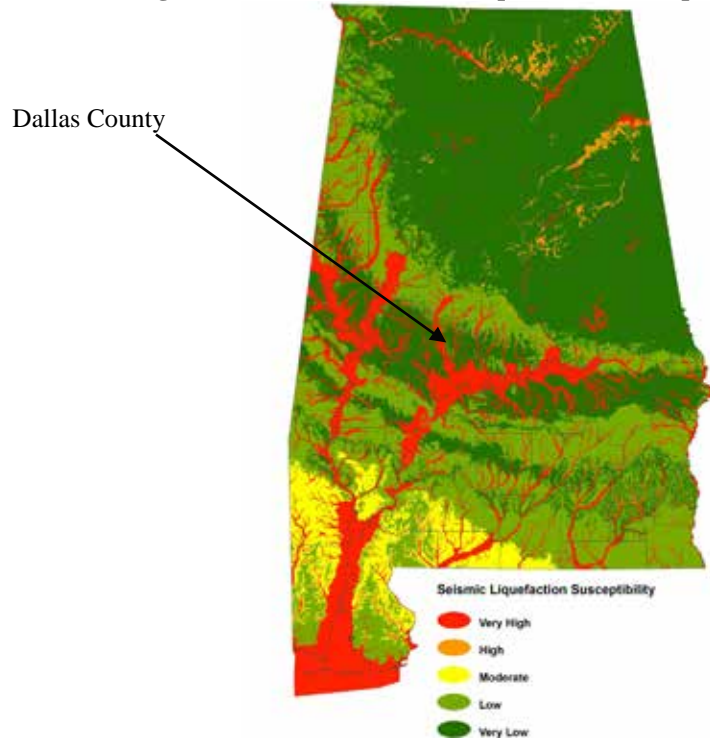 Dallas County
Seismic Liquefaction Susceptibility
Very High
High
Moderate
Low
Very Low